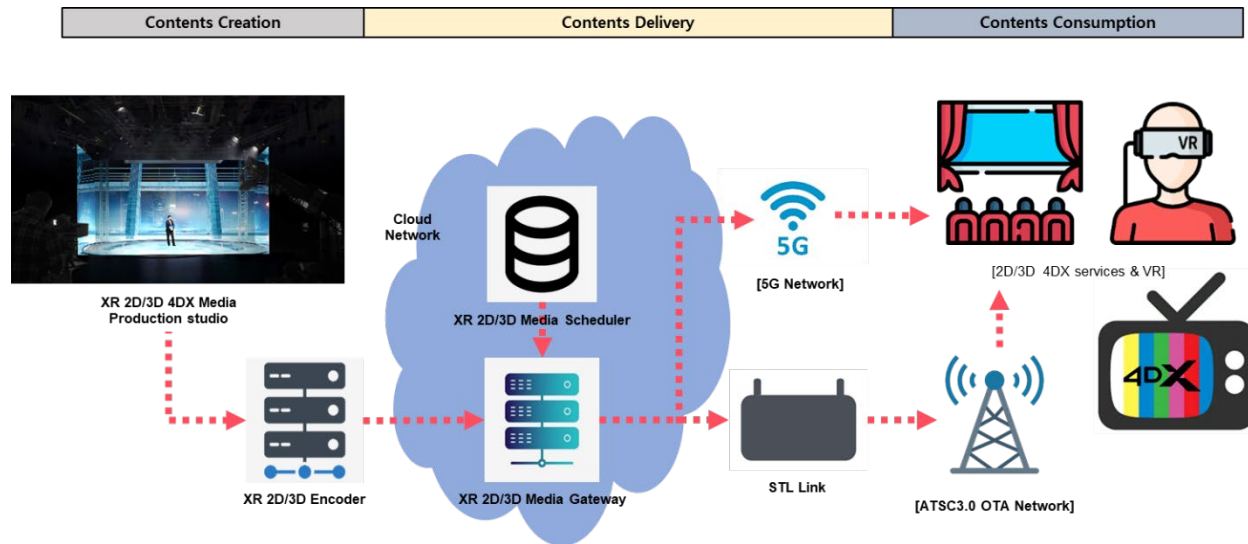 Contents Creation
Contents Delivery
Contents Consumption
Cloud
Network
VR
5G
XR 2D/3D 4DX Media
Production studio
XR 2D/3D Media Scheduler
[5G Network]
[2D/3D 4DX services & VR]
4DX
XR 2D/3D Encoder
XR 2D/3D Media Gateway
STL Link
[ATSC3.0 OTA Network]